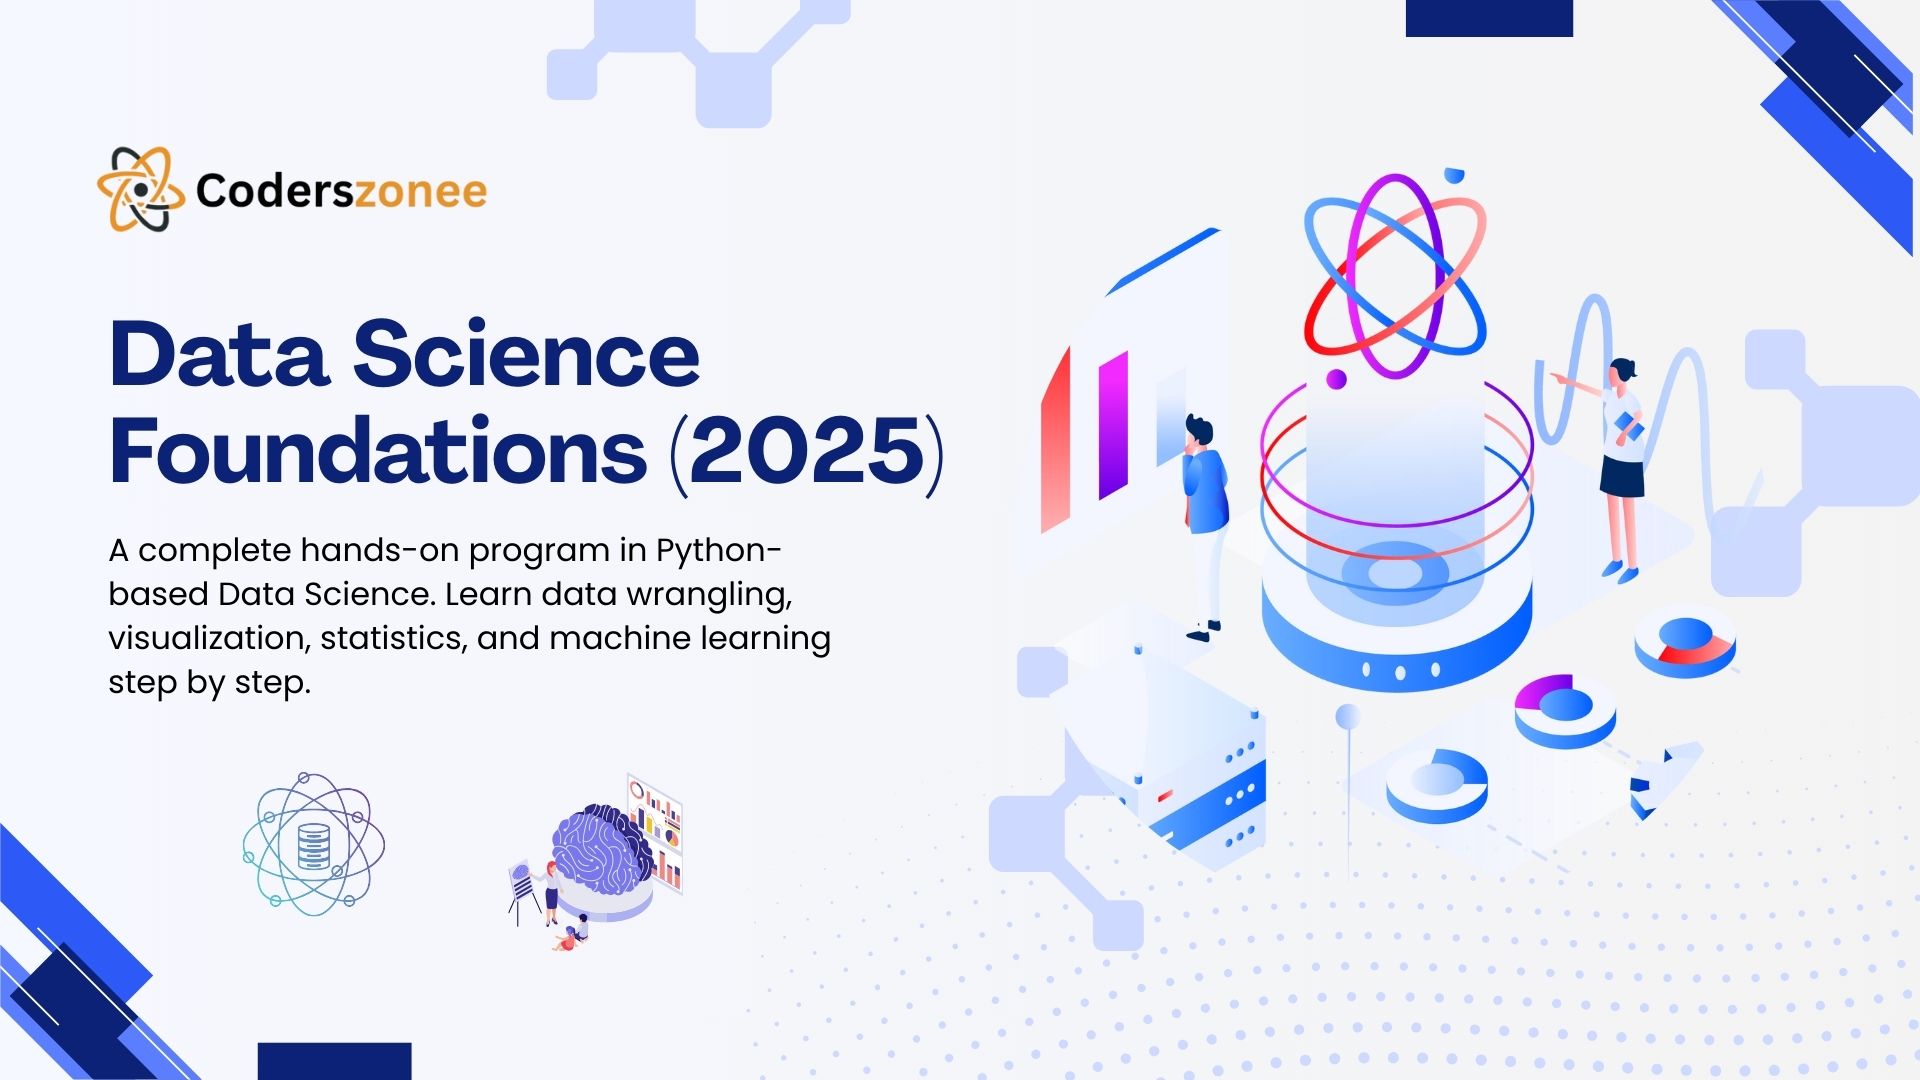 Coderszonee
Data Science
Foundations (2025)
A complete hands-on program in Python-
based Data Science. Learn data wrangling,
visualization, statistics, and machine learning
step by step.